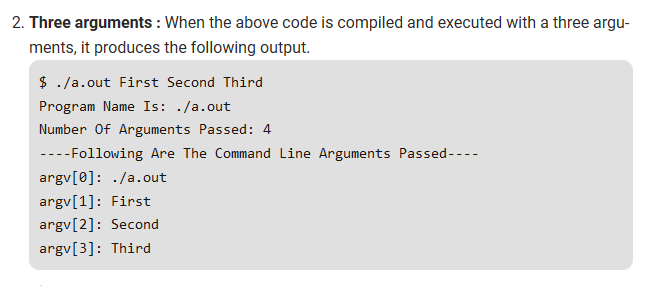 2. Three arguments : When the above code is compiled and executed with a three argu-
ments, it produces the following output.
$ ./a.out First Second Third
Program Name Is: ./a.out
Number Of Arguments Passed: 4
----Following Are The Command Line Arguments Passed----
argv[0]: ./a.out
argv[1]: First
argv[2]: Second
argv[3]: Third